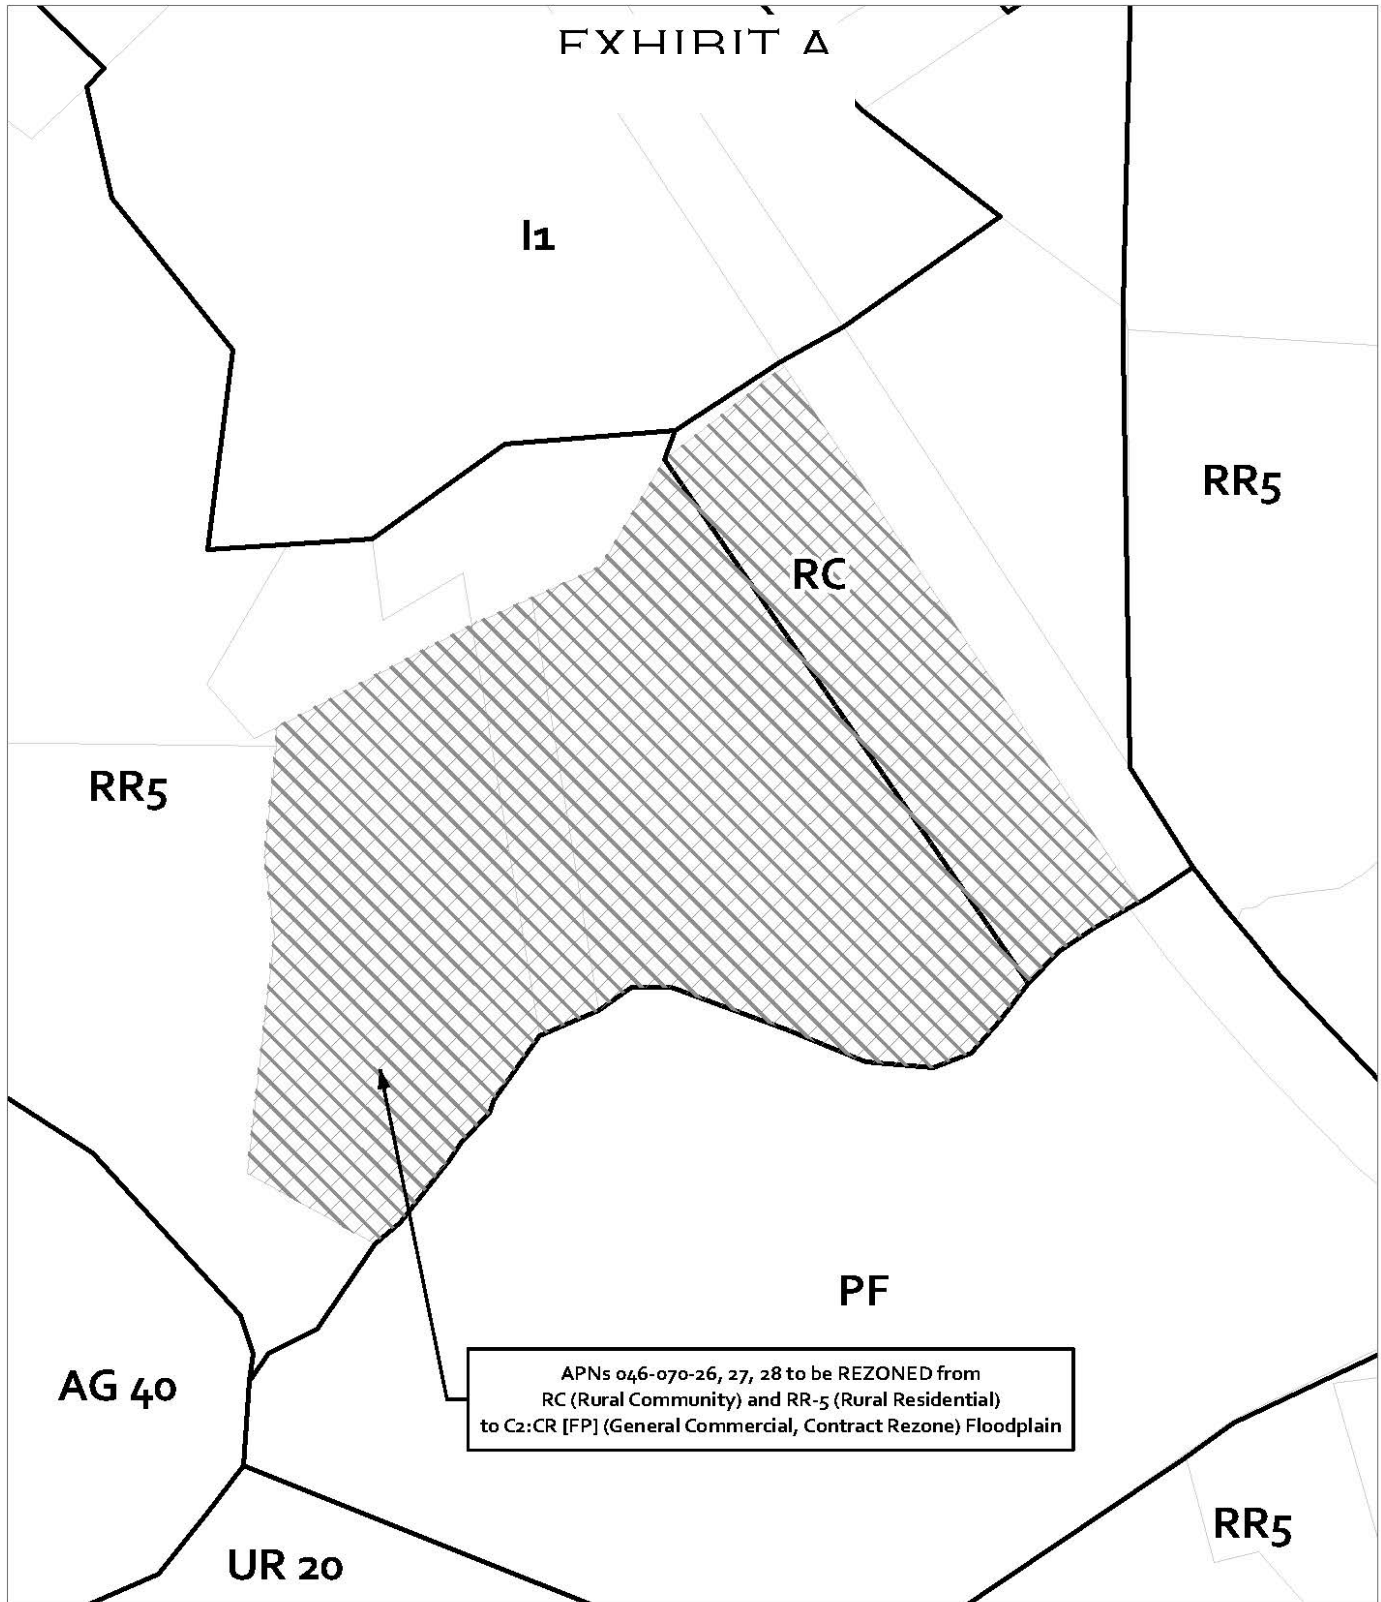 EXHIBIT A
I1
RR5
RC
RR5
PF
AG 40
APNs 046-070-26, 27, 28 to be REZONED from
RC (Rural Community) and RR-5 (Rural Residential)
to C2:CR [FP] (General Commercial, Contract Rezone) Floodplain
RR5
UR 20